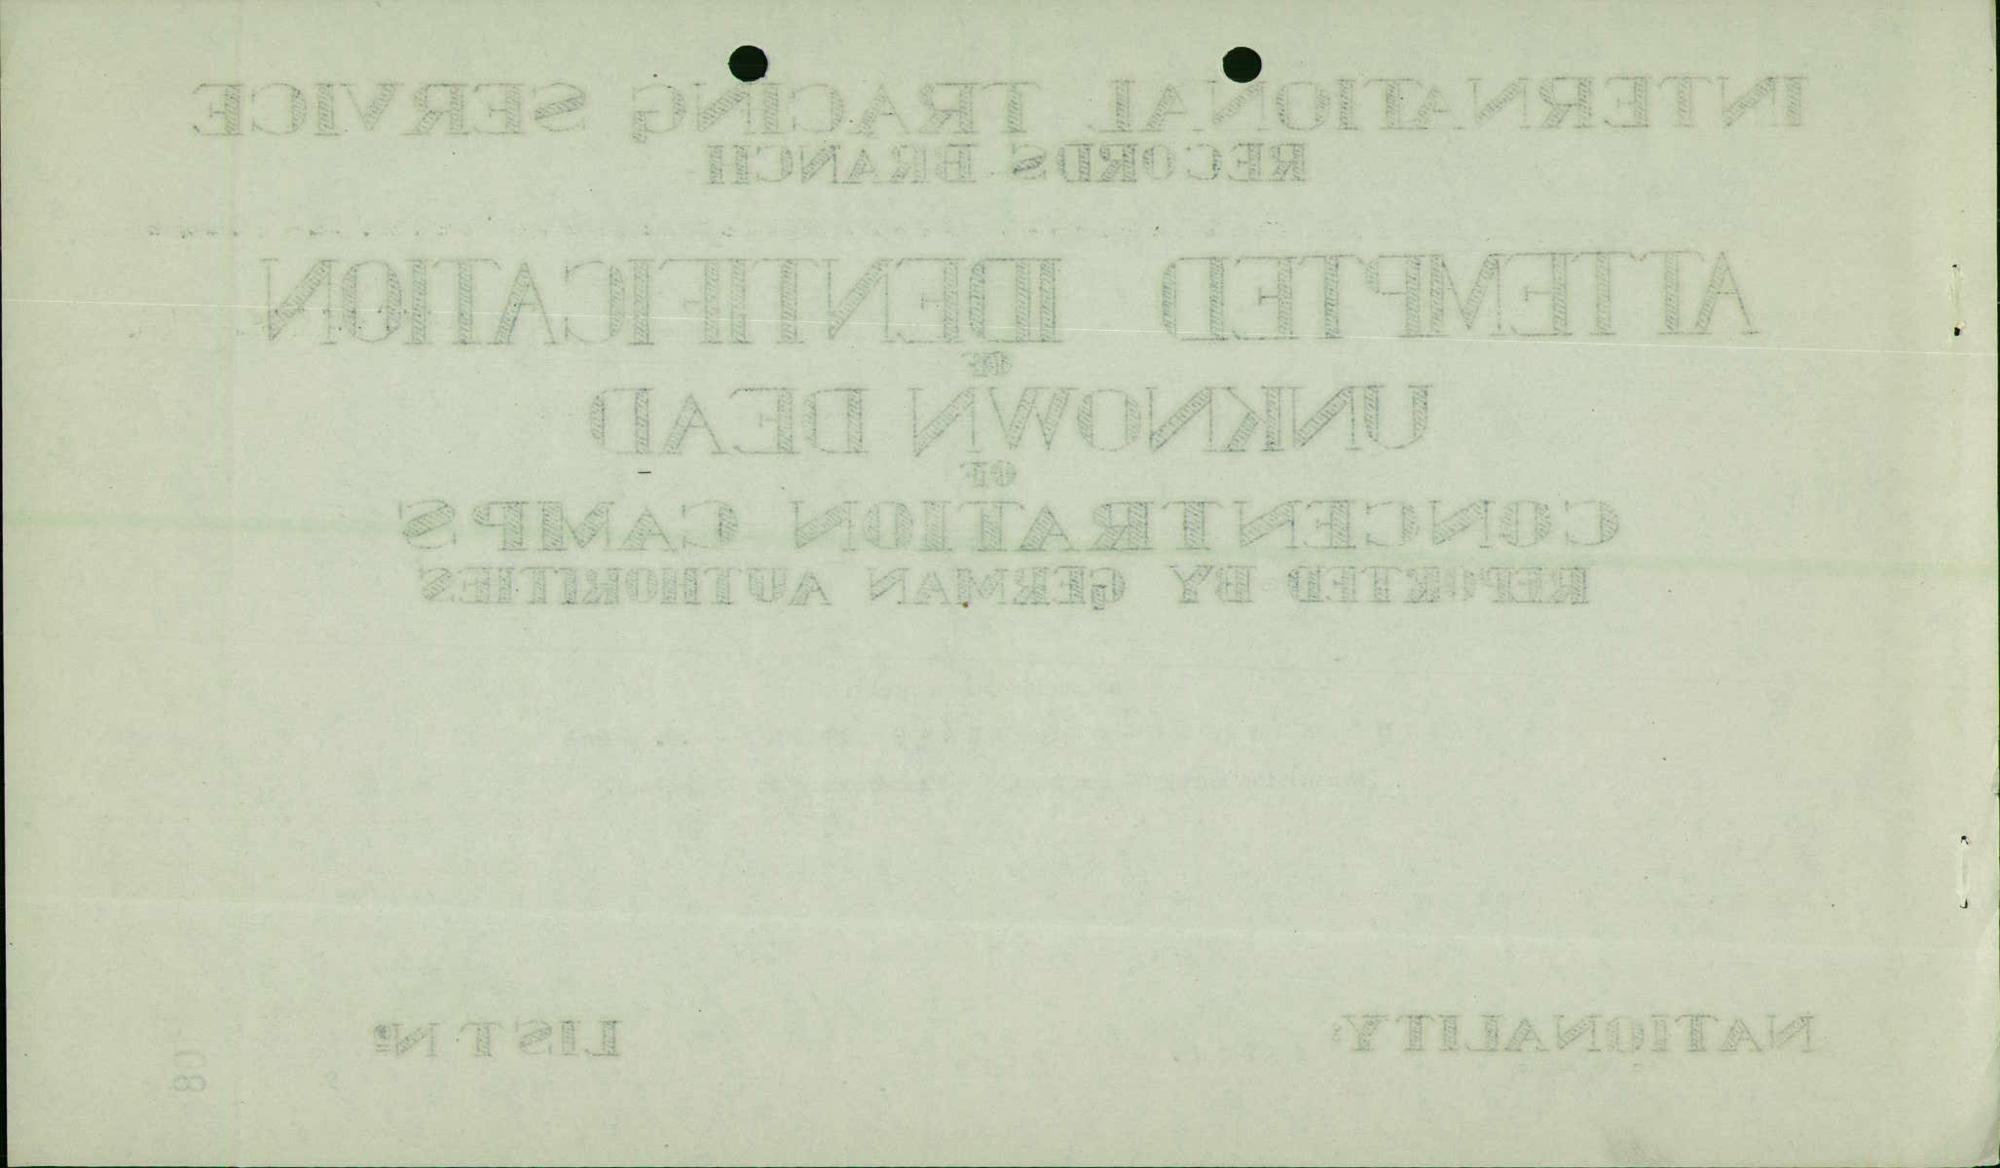 INTERNATIONAL TRACING SERVICE
RECORDS BRANCH
ATTEMPTED IDENTIFICATION
OF
UNKNOWN DEAD
OF
CONCENTRATION CAMPS
REPORTED BY GERMAN AUTHORITIES
NATIONALITY: LIST Nº